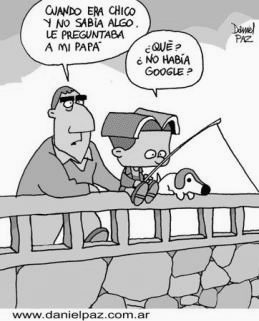 CUANDO ERA CHICO
Y NO SABÍA ALGO,
LE PREGUNTABA
A MI PAPÁ
¿QUÉ?
¿NO HABÍA
GOOGLE?
Daniel
PAZ
www.danielpaz.com.ar